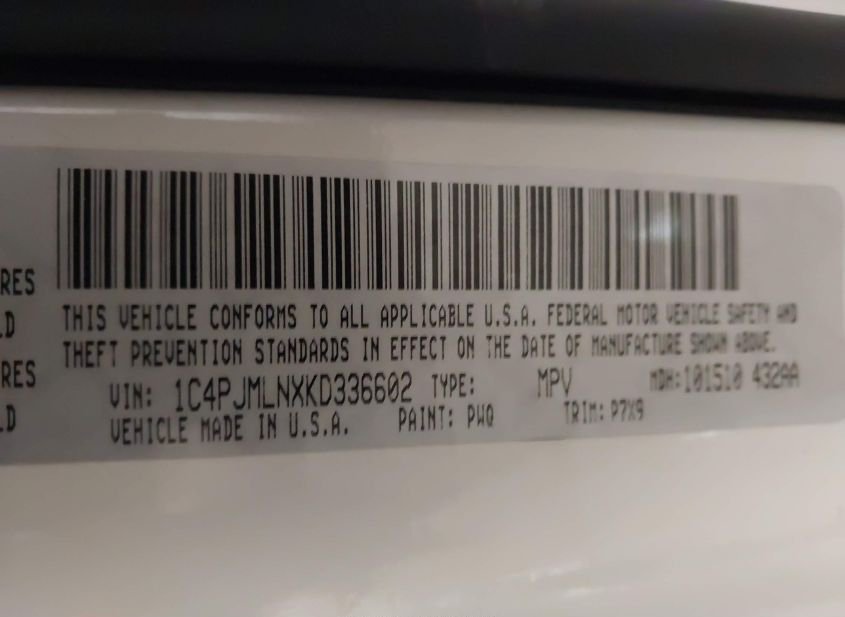 RES
LD
RES
LD
THIS VEHICLE CONFORMS TO ALL APPLICABLE U.S.A. FEDERAL MOTOR VEHICLE SAFETY AND
THEFT PREVENTION STANDARDS IN EFFECT ON THE DATE OF MANUFACTURE SHOWN ABOVE.
VIN: 1C4PJMLNXKD336602 TYPE: MPV MDH:101510 432AA
VEHICLE MADE IN U.S.A. PAINT: PW0 TRIM: P7X9